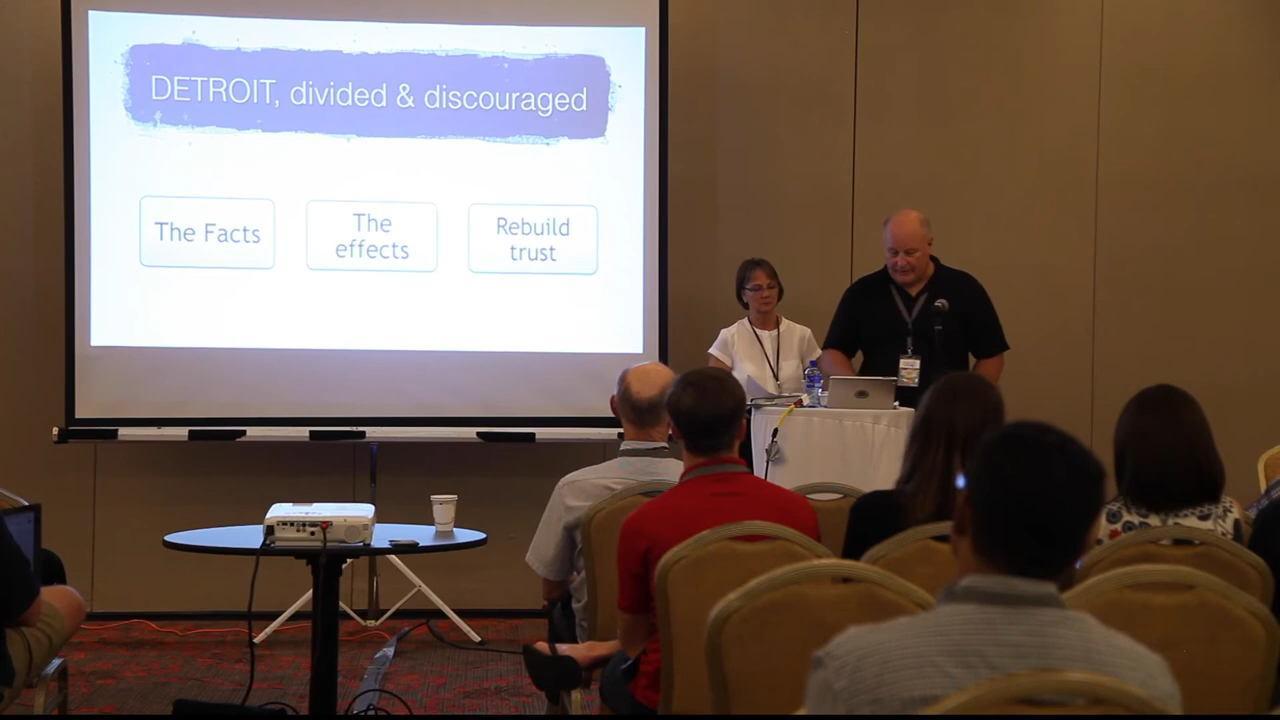 DETROIT, divided & discouraged
The Facts
The
effects
Rebuild
trust